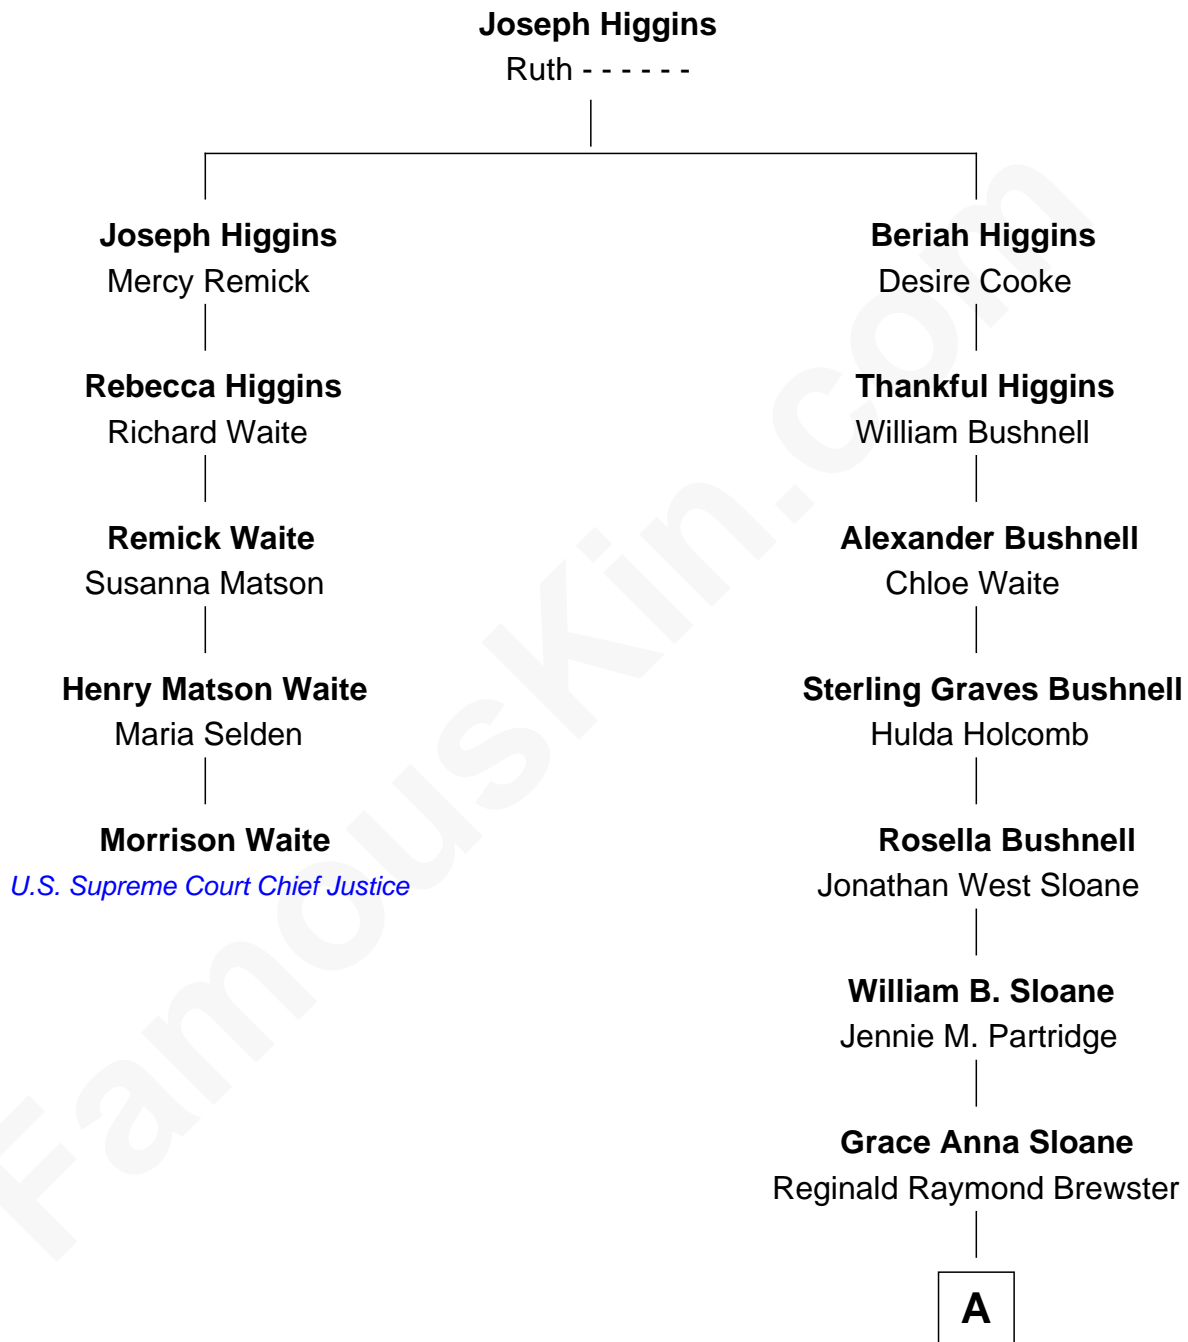 Joseph Higgins
Ruth - - - - - -
Joseph Higgins
Mercy Remick
Rebecca Higgins
Richard Waite
Remick Waite
Susanna Matson
Henry Matson Waite
Maria Selden
Morrison Waite
U.S. Supreme Court Chief Justice
Beriah Higgins
Desire Cooke
Thankful Higgins
William Bushnell
Alexander Bushnell
Chloe Waite
Sterling Graves Bushnell
Hulda Holcomb
Rosella Bushnell
Jonathan West Sloane
William B. Sloane
Jennie M. Partridge
Grace Anna Sloane
Reginald Raymond Brewster
A
FamousKin.com